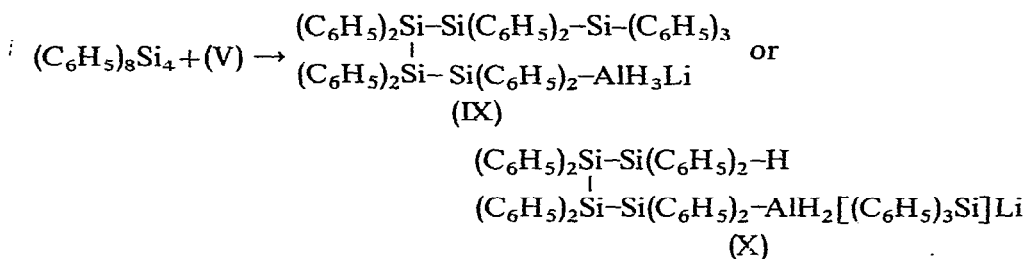 (C₆H₅)₈Si₄+(V) → (C₆H₅)₂Si–Si(C₆H₅)₂–Si–(C₆H₅)₃
(C₆H₅)₂Si–Si(C₆H₅)₂–AlH₃Li or
(IX)
(C₆H₅)₂Si–Si(C₆H₅)₂–H
(C₆H₅)₂Si–Si(C₆H₅)₂–AlH₂[(C₆H₅)₃Si]Li
(X)